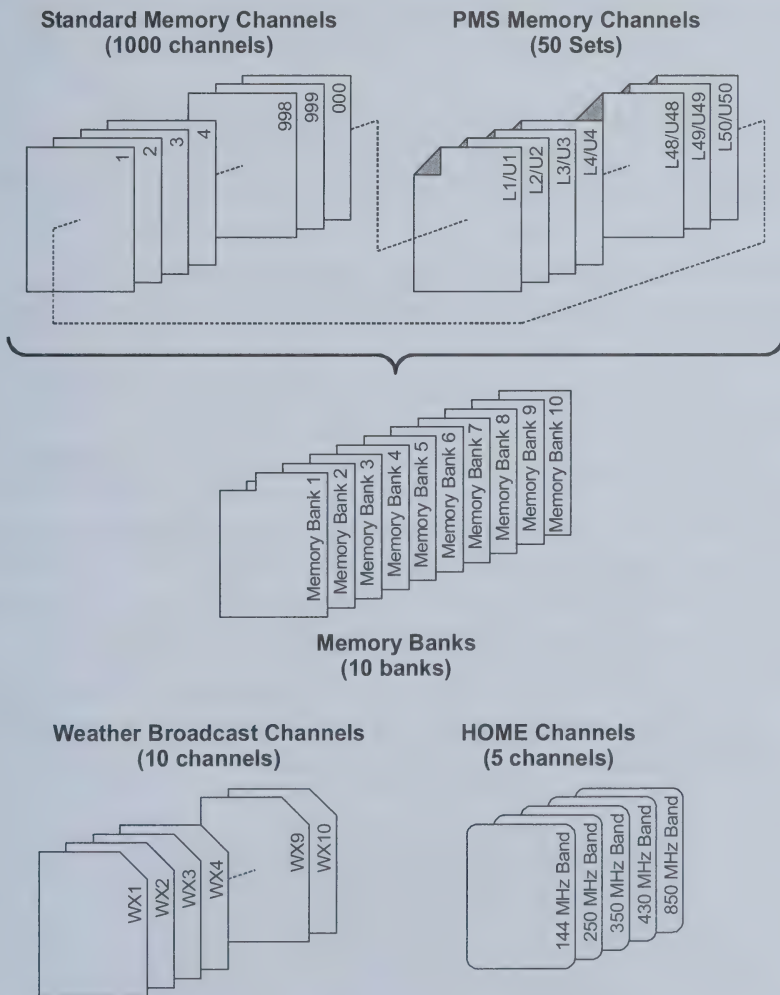 Standard Memory Channels
(1000 channels)
PMS Memory Channels
(50 Sets)
1
2
3
4
998
999
000
L1/U1
L2/U2
L3/U3
L4/U4
L48/U48
L49/U49
L50/U50
Memory Bank 1
Memory Bank 2
Memory Bank 3
Memory Bank 4
Memory Bank 5
Memory Bank 6
Memory Bank 7
Memory Bank 8
Memory Bank 9
Memory Bank 10
Memory Banks
(10 banks)
Weather Broadcast Channels
(10 channels)
HOME Channels
(5 channels)
WX1
WX2
WX3
WX4
WX9
WX10
144 MHz Band
250 MHz Band
350 MHz Band
430 MHz Band
850 MHz Band